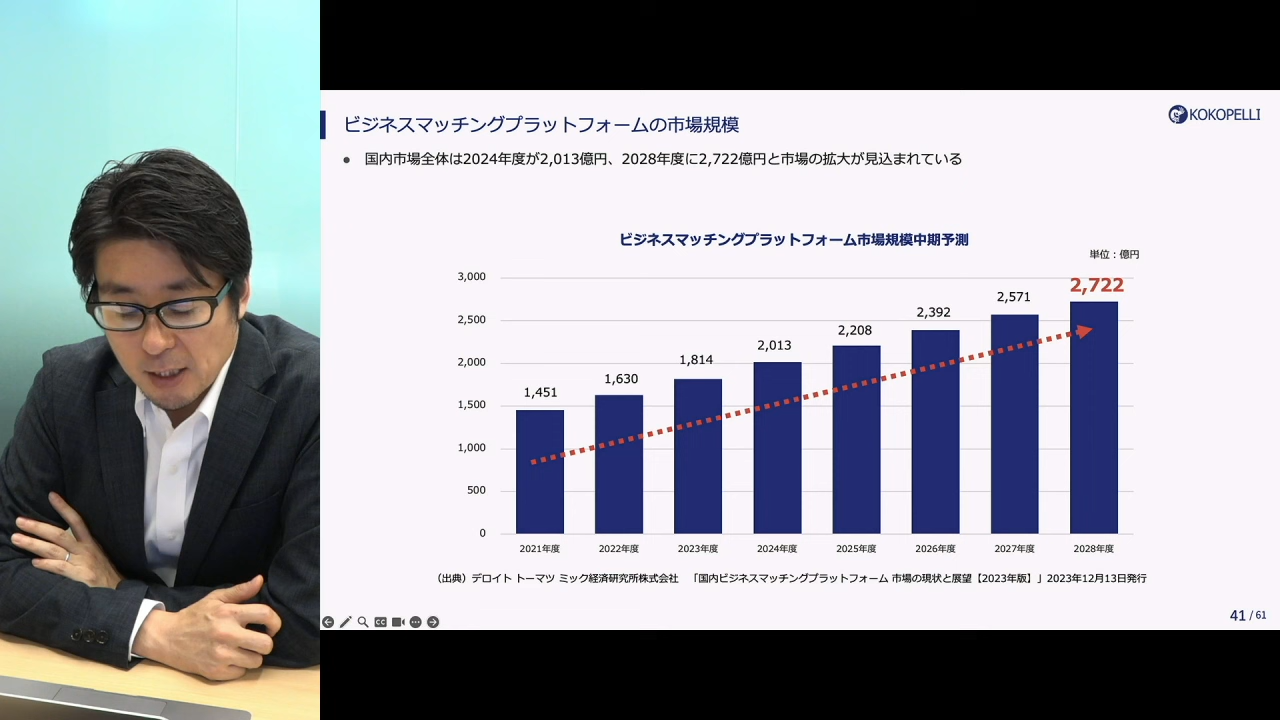 ビジネスマッチングプラットフォームの市場規模
KOKOPELLI
● 国内市場全体は2024年度が2,013億円、2028年度に2,722億円と市場の拡大が見込まれている
ビジネスマッチングプラットフォーム市場規模中期予測
単位：億円
3,000
2,500
2,000
1,500
1,000
500
0
1,451
1,630
1,814
2,013
2,208
2,392
2,571
2,722
2021年度
2022年度
2023年度
2024年度
2025年度
2026年度
2027年度
2028年度
（出典）デロイト トーマツ ミック経済研究所株式会社 「国内ビジネスマッチングプラットフォーム 市場の現状と展望【2023年版】」2023年12月13日発行
CC
41 / 61